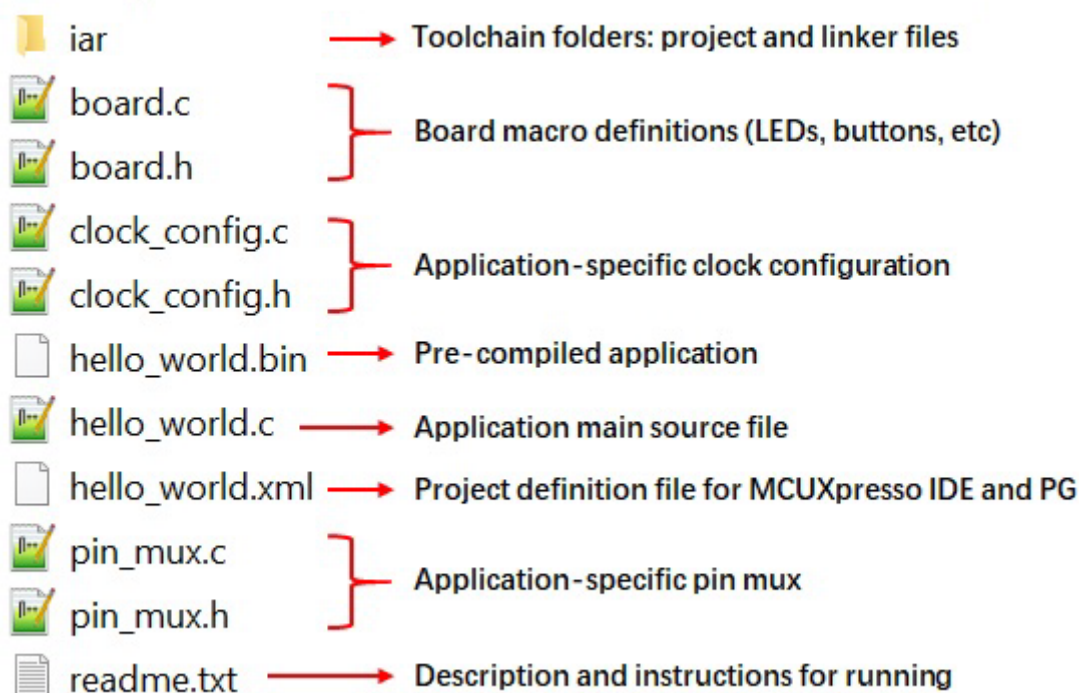 iar Toolchain folders: project and linker files
board.c
Board macro definitions (LEDs, buttons, etc)
board.h
clock_config.c
Application-specific clock configuration
clock_config.h
hello_world.bin Pre-compiled application
hello_world.c Application main source file
hello_world.xml Project definition file for MCUXpresso IDE and PG
pin_mux.c
Application-specific pin mux
pin_mux.h
readme.txt Description and instructions for running